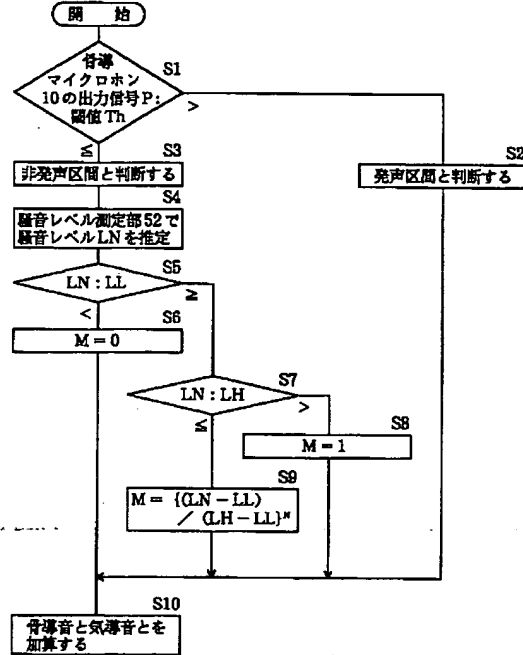 開 始
S1
骨導
マイクロホン
10の出力信号P:
閾値Th
>
≦
S3
非発声区間と判断する
S2
発声区間と判断する
S4
騒音レベル測定部52で
騒音レベルLNを推定
S5
LN : LL
≧
<
S6
M = 0
S7
LN : LH
>
≦
S8
M = 1
S9
M = {(LN−LL)
/ (LH−LL)}ᴺ
S10
骨導音と気導音とを
加算する